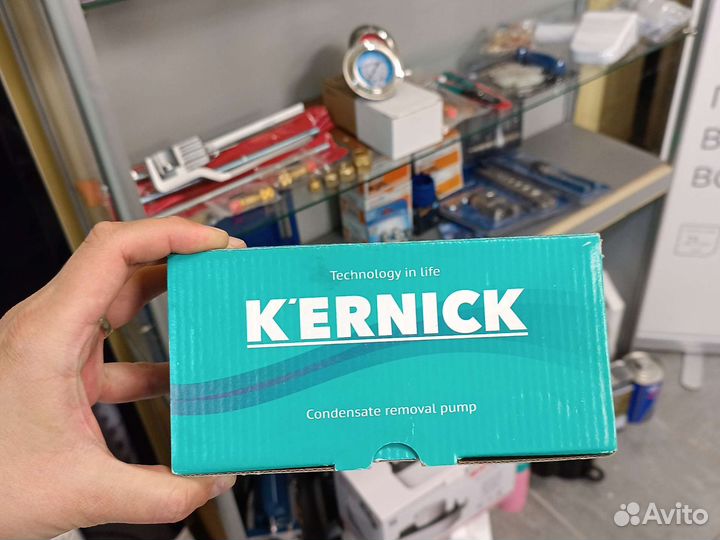 Technology in life
K'ERNICK
Condensate removal pump
Avito